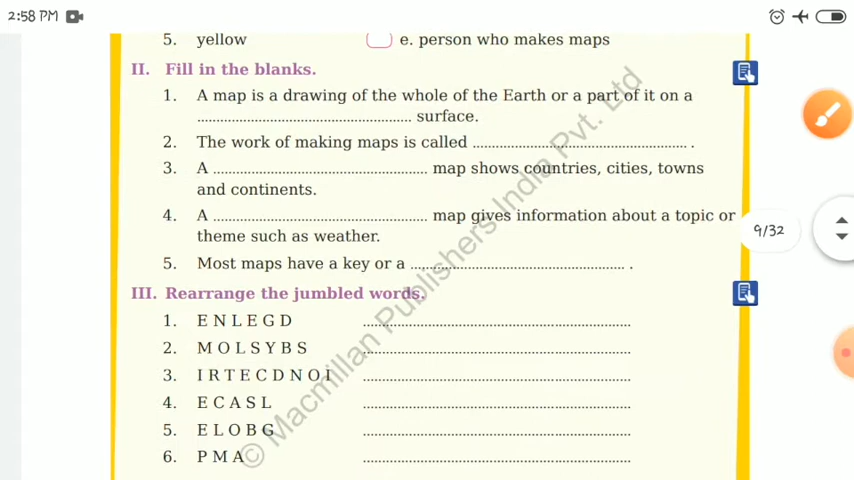 2:58 PM
5. yellow e. person who makes maps
II. Fill in the blanks.
1. A map is a drawing of the whole of the Earth or a part of it on a
........................................................ surface.
2. The work of making maps is called ........................................................ .
3. A ........................................................ map shows countries, cities, towns
and continents.
4. A ........................................................ map gives information about a topic or
theme such as weather.
9/32
5. Most maps have a key or a ........................................................ .
III. Rearrange the jumbled words.
1. E N L E G D ........................................................
2. M O L S Y B S ........................................................
3. I R T E C D N O I ........................................................
4. E C A S L ........................................................
5. E L O B G ........................................................
6. P M A ........................................................
© Macmillan Publishers India Pvt. Ltd